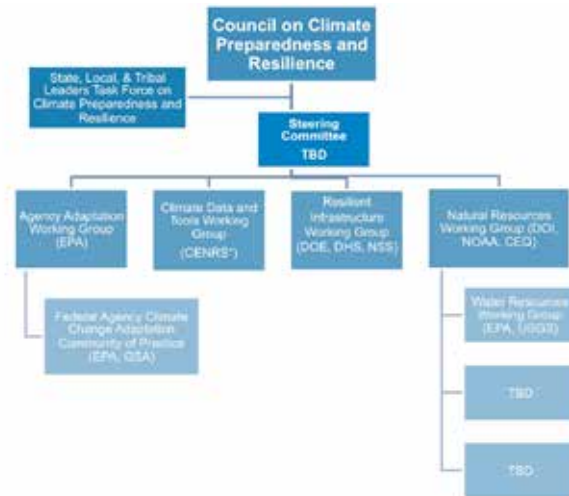 Council on Climate
Preparedness and
Resilience
State, Local, & Tribal
Leaders Task Force on
Climate Preparedness and
Resilience
Steering
Committee
TBD
Agency Adaptation
Working Group
(EPA)
Climate Data and
Tools Working
Group
(CENRS*)
Resilient
Infrastructure Working
Group
(DOE, DHS, NSS)
Natural Resources
Working Group (DOI,
NOAA, CEQ)
Federal Agency Climate
Change Adaptation
Community of Practice
(EPA, GSA)
Water Resources
Working Group
(EPA, USGS)
TBD
TBD